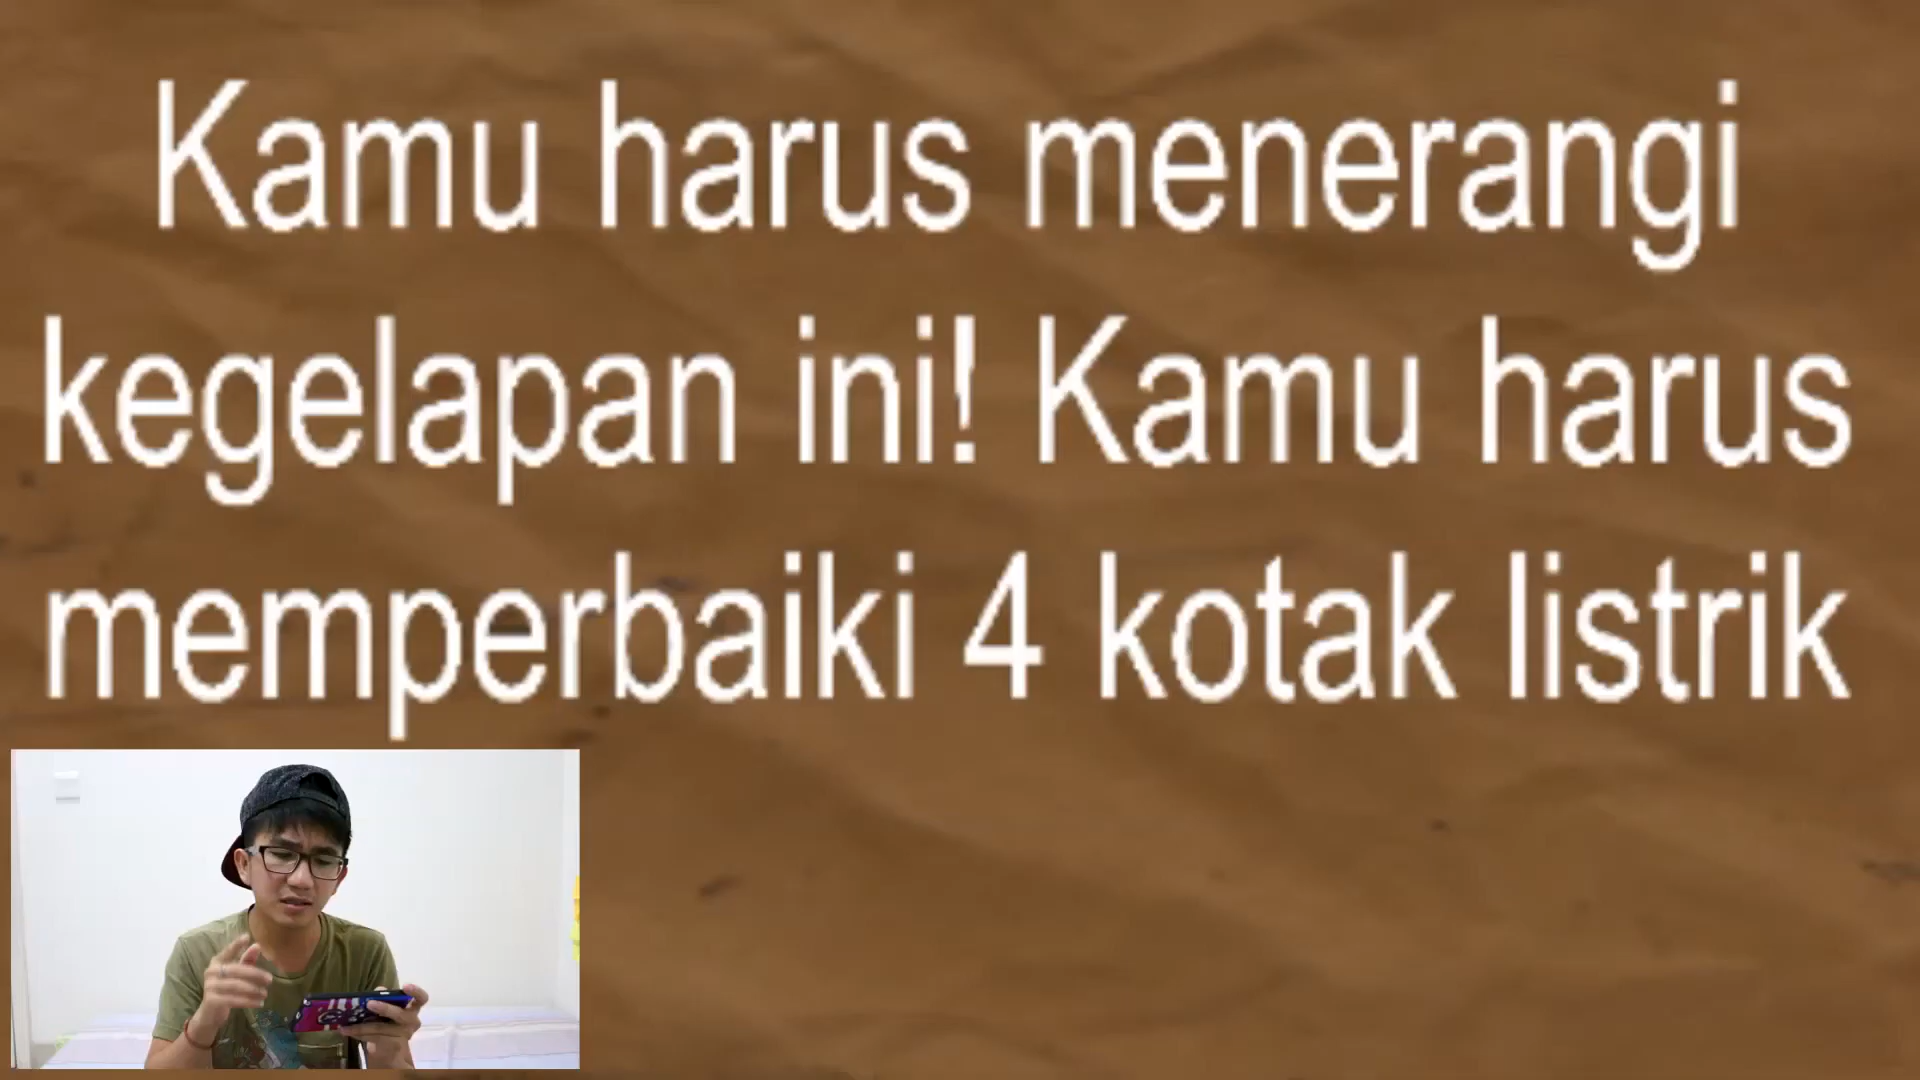 Kamu harus menerangi
kegelapan ini! Kamu harus
memperbaiki 4 kotak listrik